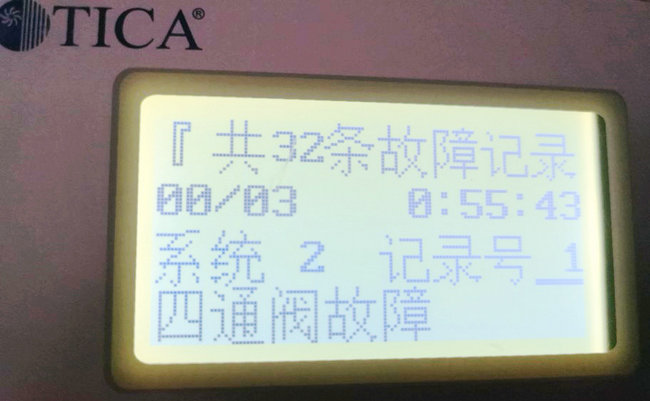 TICA®
『 共32条故障记录
00/03 0:55:43
系统 2 记录号 1
四通阀故障